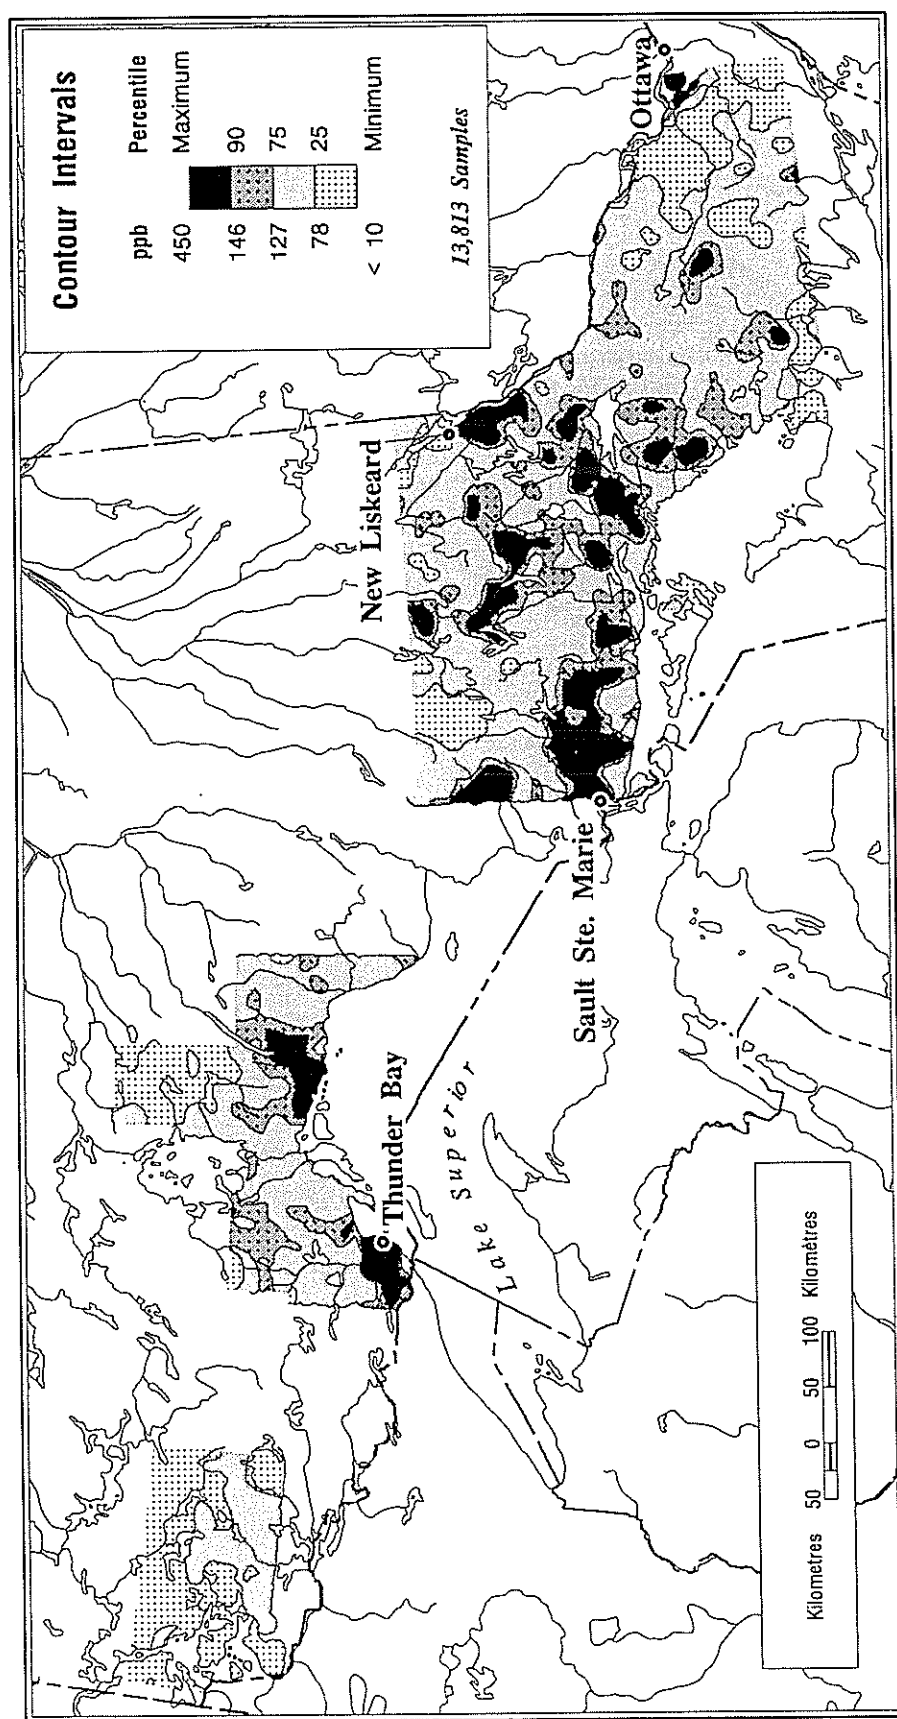 Contour Intervals
ppb Percentile
450 Maximum
146 90
127 75
78 25
< 10 Minimum
13,813 Samples
Ottawa
New Liskeard
Sault Ste. Marie
Thunder Bay
Lake Superior
Kilometres 50 0 50 100 Kilomètres